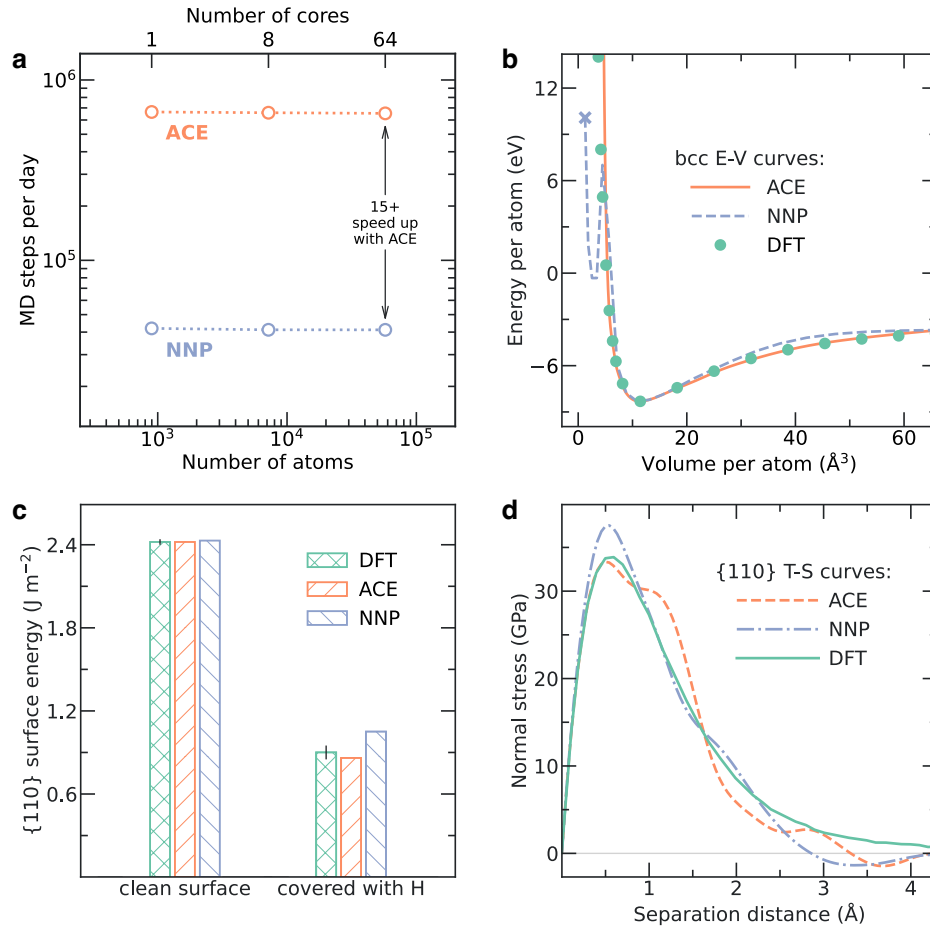 a
Number of cores
1 8 64
10^6
10^5
MD steps per day
ACE
15+
speed up
with ACE
NNP
10^3 10^4 10^5
Number of atoms
b
12
6
0
−6
Energy per atom (eV)
bcc E-V curves:
ACE
NNP
DFT
0 20 40 60
Volume per atom (Å³)
c
2.4
1.8
1.2
0.6
{110} surface energy (J m⁻²)
DFT
ACE
NNP
clean surface covered with H
d
30
20
10
0
Normal stress (GPa)
{110} T-S curves:
ACE
NNP
DFT
1 2 3 4
Separation distance (Å)